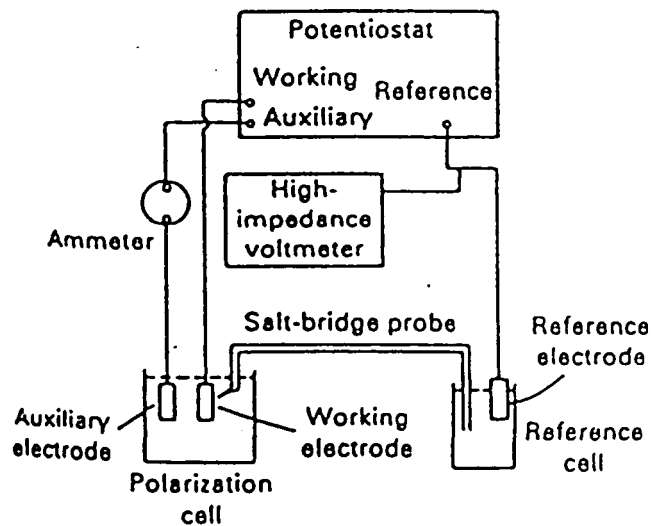 Potentiostat
Working
Reference
Auxiliary
High-
impedance
voltmeter
Ammeter
Salt-bridge probe
Reference
electrode
Auxiliary
electrode
Working
electrode
Reference
cell
Polarization
cell